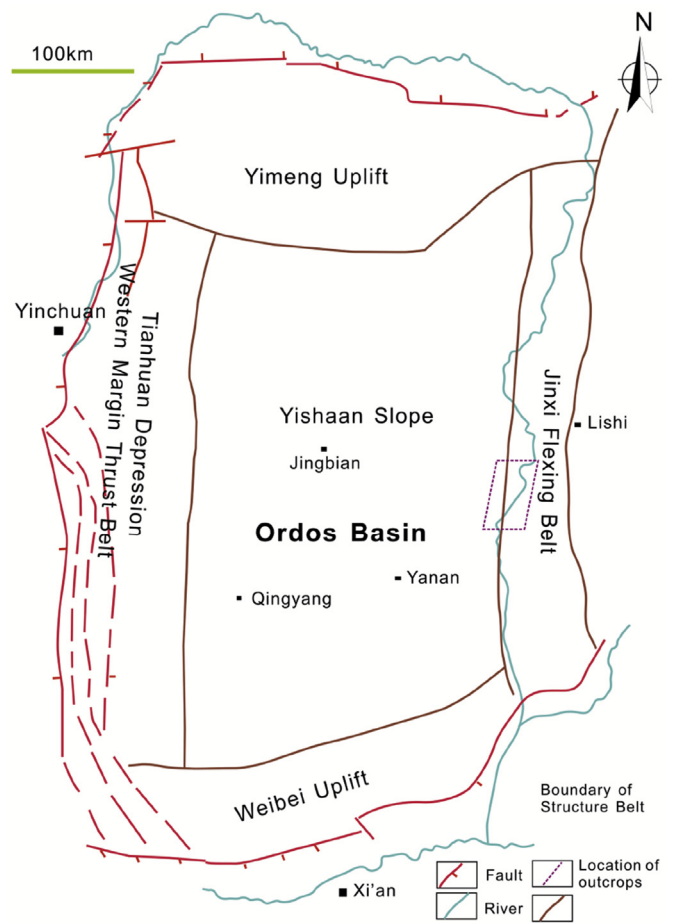 100km
N
Yimeng Uplift
Yinchuan
Western Margin Thrust Belt
Tianhuan Depression
Yishaan Slope
Jingbian
Jinxi Flexing Belt
Lishi
Ordos Basin
Yanan
Qingyang
Weibei Uplift
Boundary of
Structure Belt
Fault
Location of
outcrops
River
Xi'an